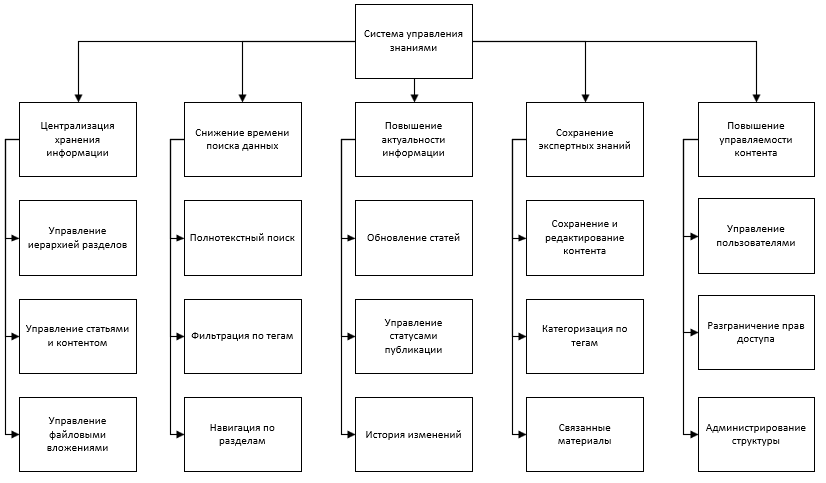 Система управления
знаниями
Централизация
хранения
информации
Снижение времени
поиска данных
Повышение
актуальности
информации
Сохранение
экспертных знаний
Повышение
управляемости
контента
Управление
иерархией разделов
Полнотекстный поиск
Обновление статей
Сохранение и
редактирование
контента
Управление
пользователями
Управление статьями
и контентом
Фильтрация по тегам
Управление
статусами
публикации
Категоризация по
тегам
Разграничение прав
доступа
Управление
файловыми
вложениями
Навигация по
разделам
История изменений
Связанные
материалы
Администрирование
структуры